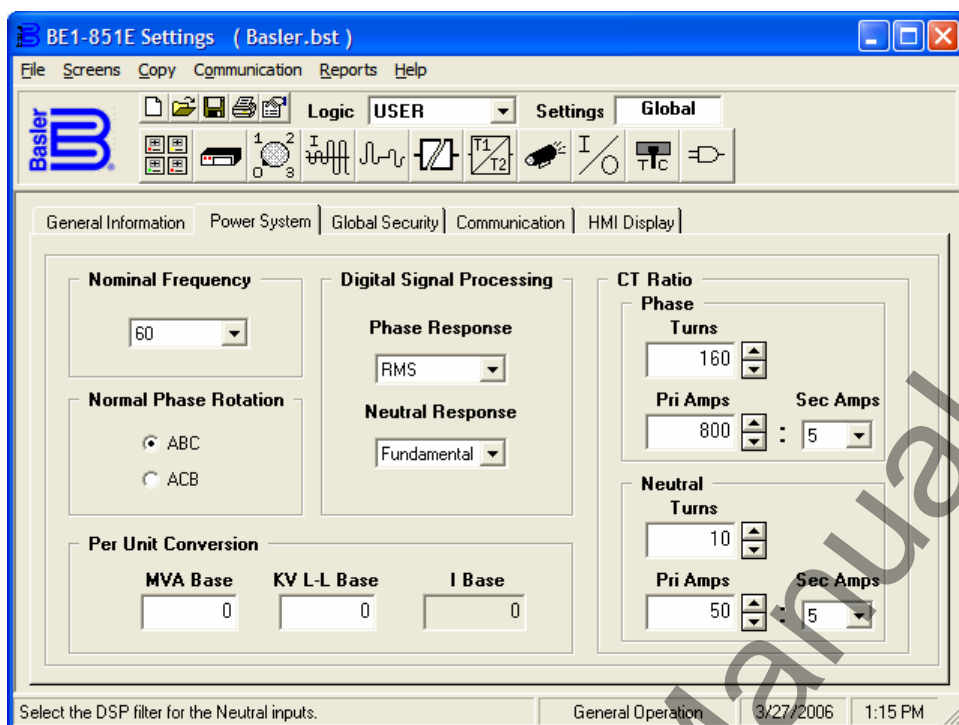 BE1-851E Settings ( Basler.bst )
File Screens Copy Communication Reports Help
Basler
Logic USER Settings Global
1 2 0 3 I T1 T2 I O T C
General Information Power System Global Security Communication HMI Display
Nominal Frequency
60
Normal Phase Rotation
ABC
ACB
Digital Signal Processing
Phase Response
RMS
Neutral Response
Fundamental
CT Ratio
Phase
Turns
160
Pri Amps Sec Amps
800 : 5
Neutral
Turns
10
Pri Amps Sec Amps
50 : 5
Per Unit Conversion
MVA Base KV L-L Base I Base
0 0 0
Select the DSP filter for the Neutral inputs. General Operation 3/27/2006 1:15 PM
Manual